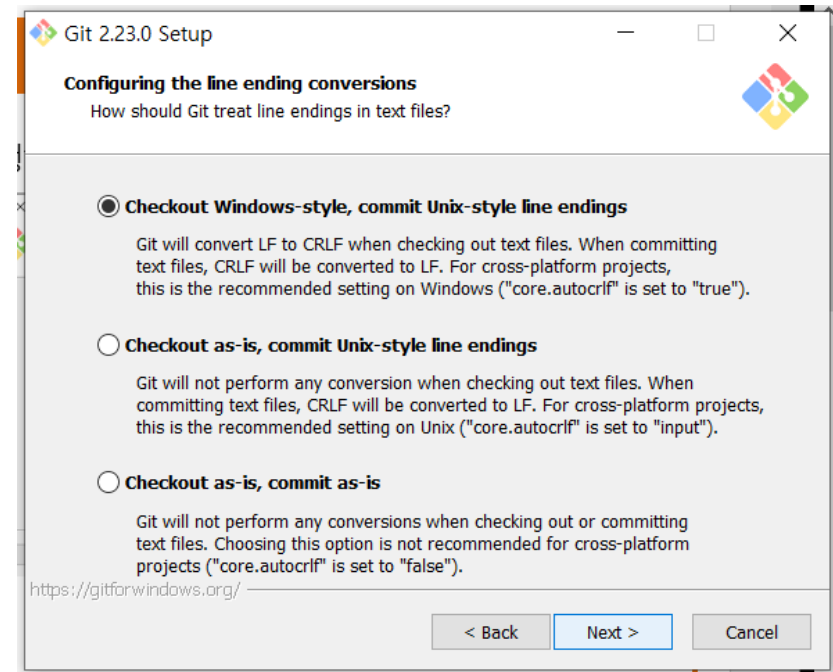 Git 2.23.0 Setup
Configuring the line ending conversions
How should Git treat line endings in text files?
Checkout Windows-style, commit Unix-style line endings
Git will convert LF to CRLF when checking out text files. When committing
text files, CRLF will be converted to LF. For cross-platform projects,
this is the recommended setting on Windows ("core.autocrlf" is set to "true").
Checkout as-is, commit Unix-style line endings
Git will not perform any conversion when checking out text files. When
committing text files, CRLF will be converted to LF. For cross-platform projects,
this is the recommended setting on Unix ("core.autocrlf" is set to "input").
Checkout as-is, commit as-is
Git will not perform any conversions when checking out or committing
text files. Choosing this option is not recommended for cross-platform
projects ("core.autocrlf" is set to "false").
https://gitforwindows.org/
< Back
Next >
Cancel